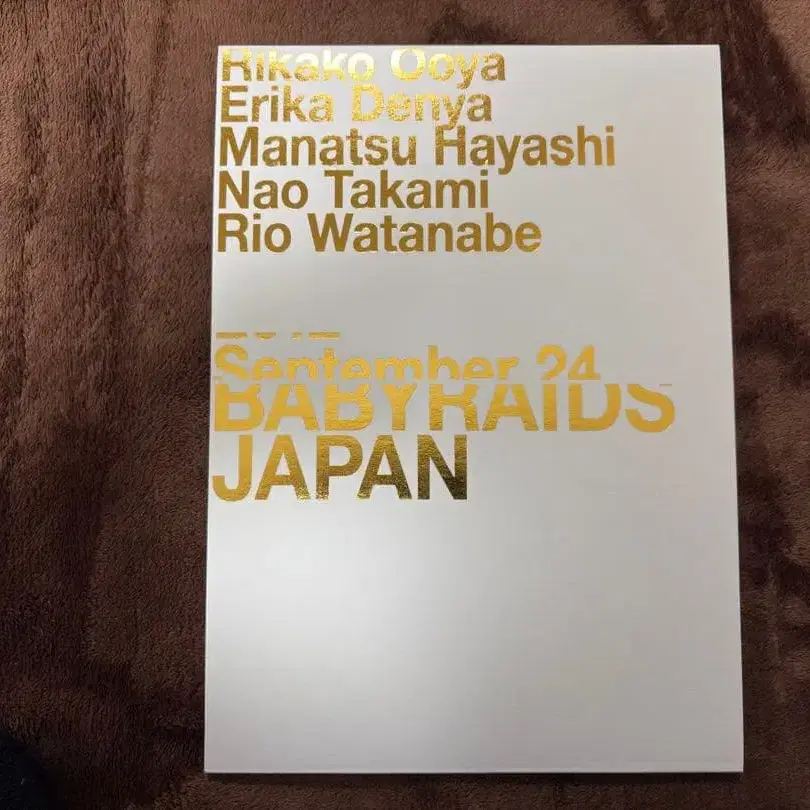 Rikako Ooya
Erika Denya
Manatsu Hayashi
Nao Takami
Rio Watanabe
September 24
BABYRAIDS
JAPAN